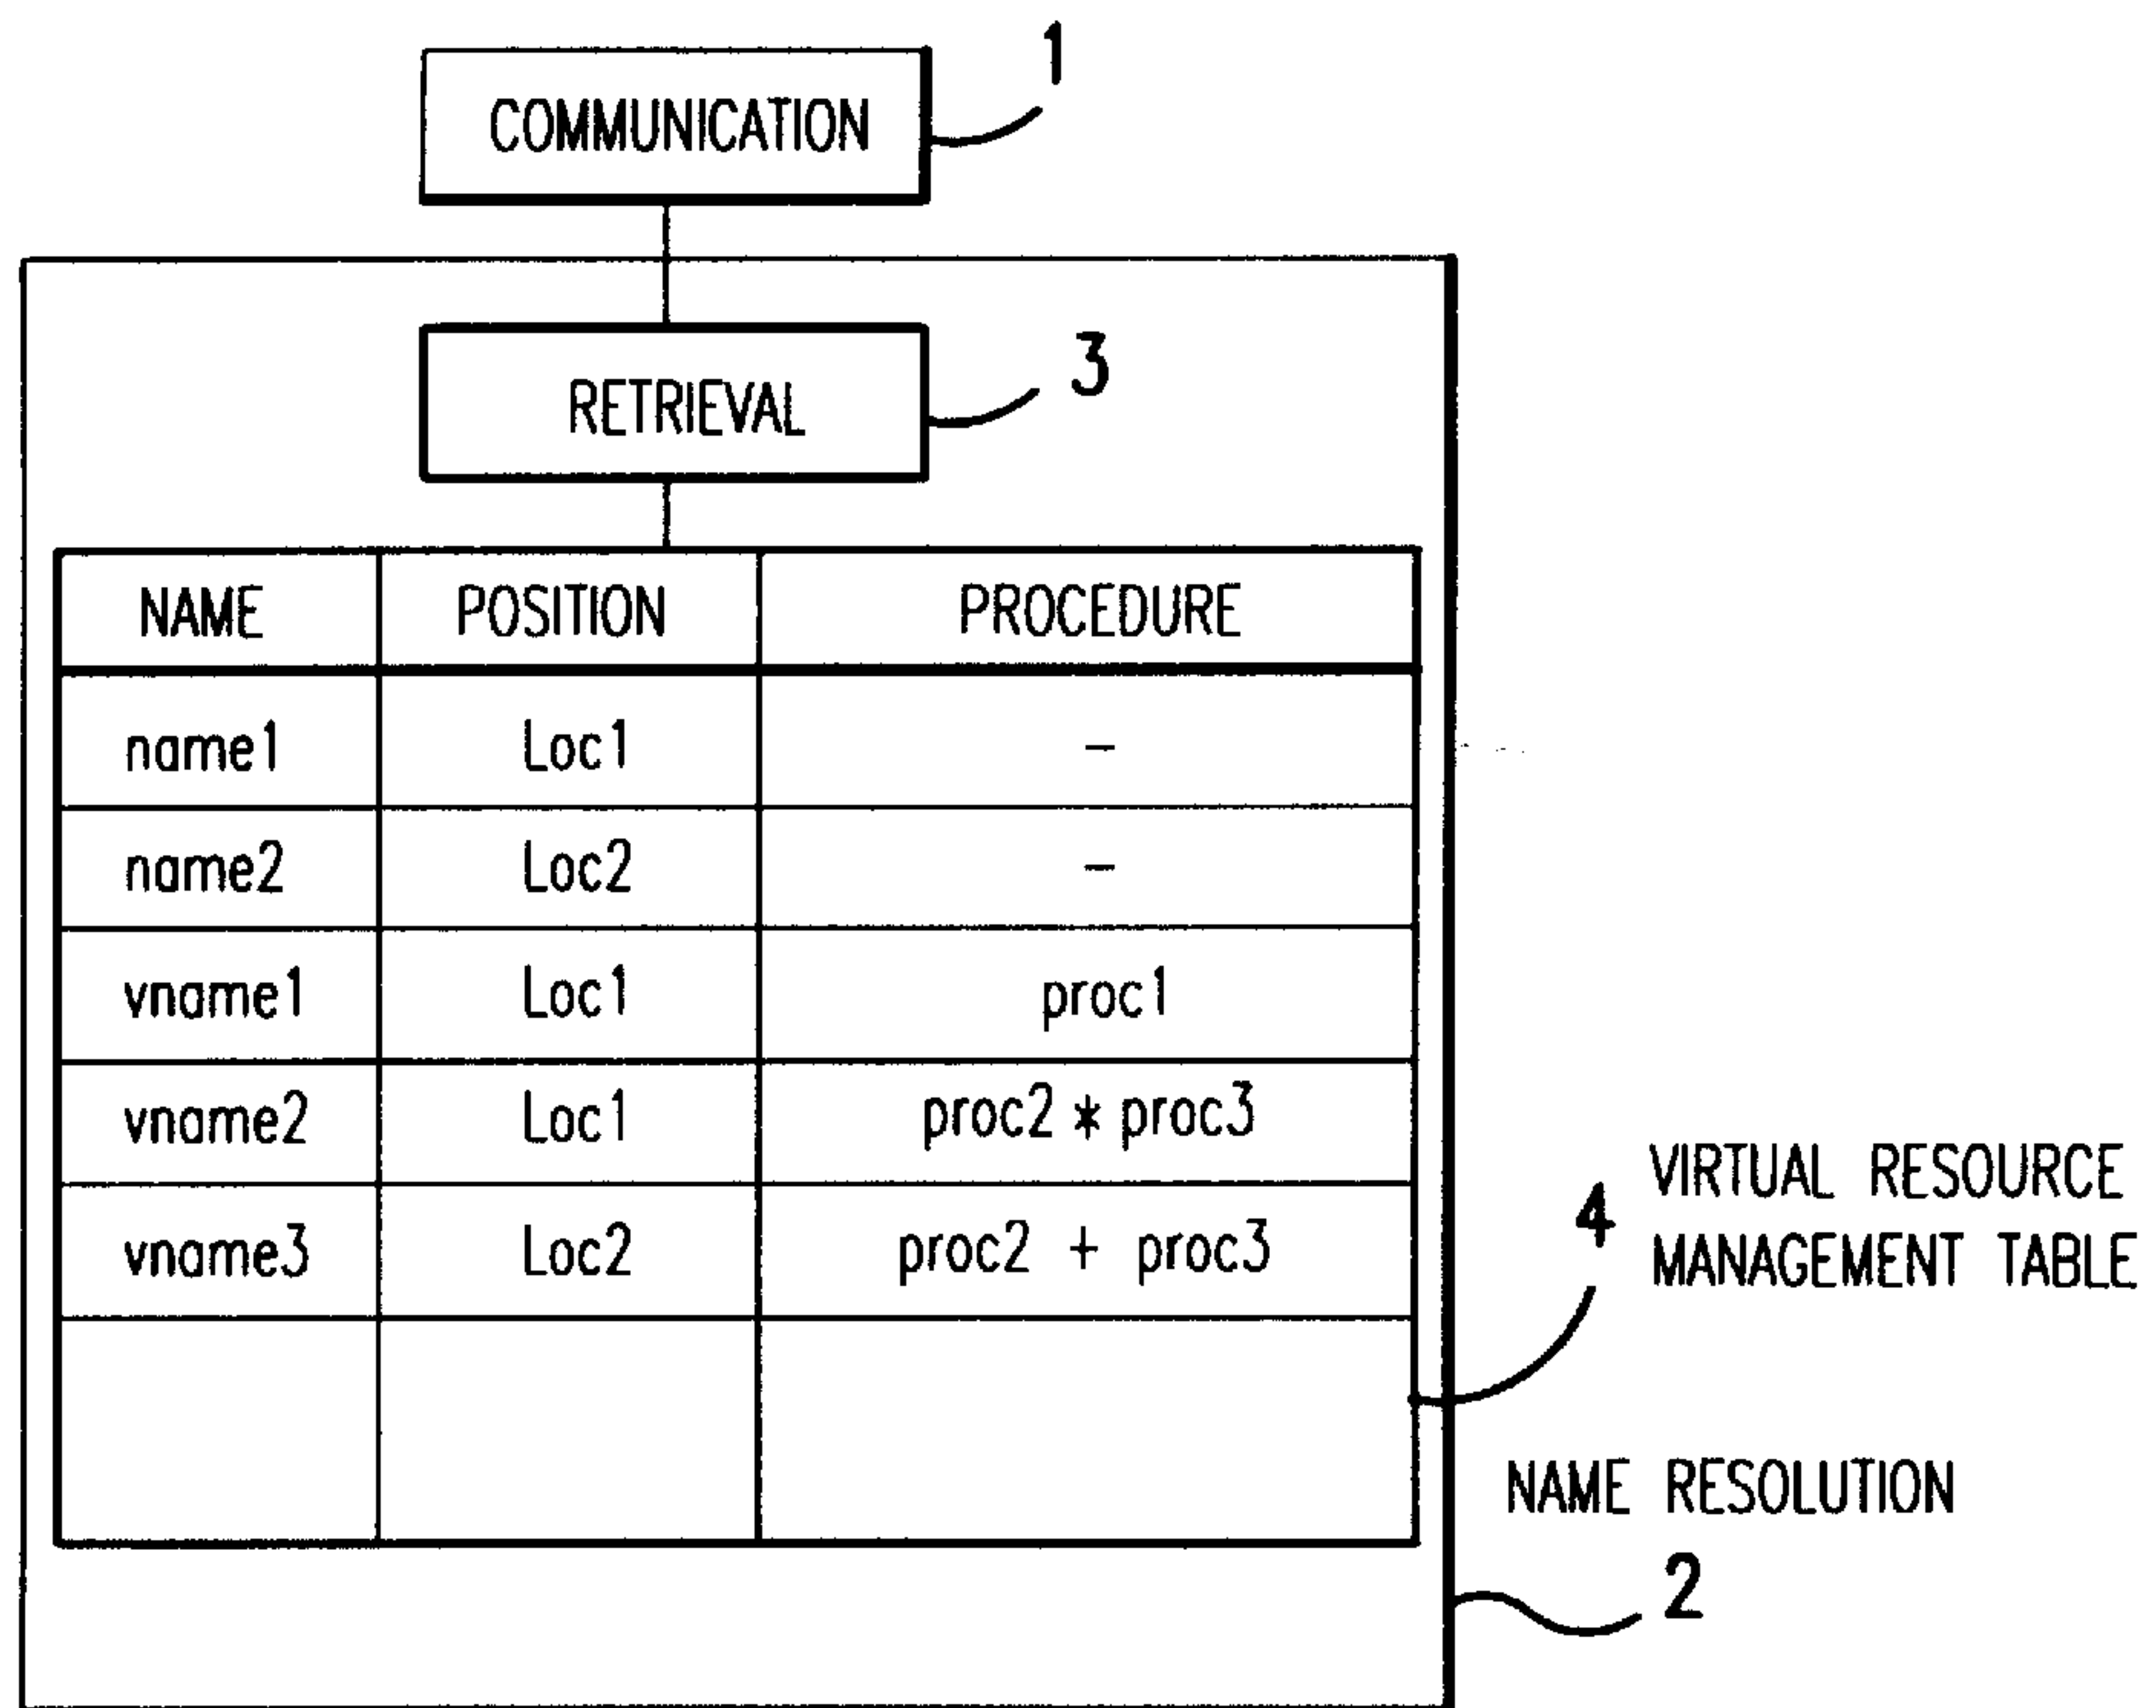 1
COMMUNICATION
3
RETRIEVAL
NAME POSITION PROCEDURE
name1 Loc1 -
name2 Loc2 -
vname1 Loc1 proc1
vname2 Loc1 proc2 * proc3
vname3 Loc2 proc2 + proc3
4 VIRTUAL RESOURCE
MANAGEMENT TABLE
NAME RESOLUTION
2